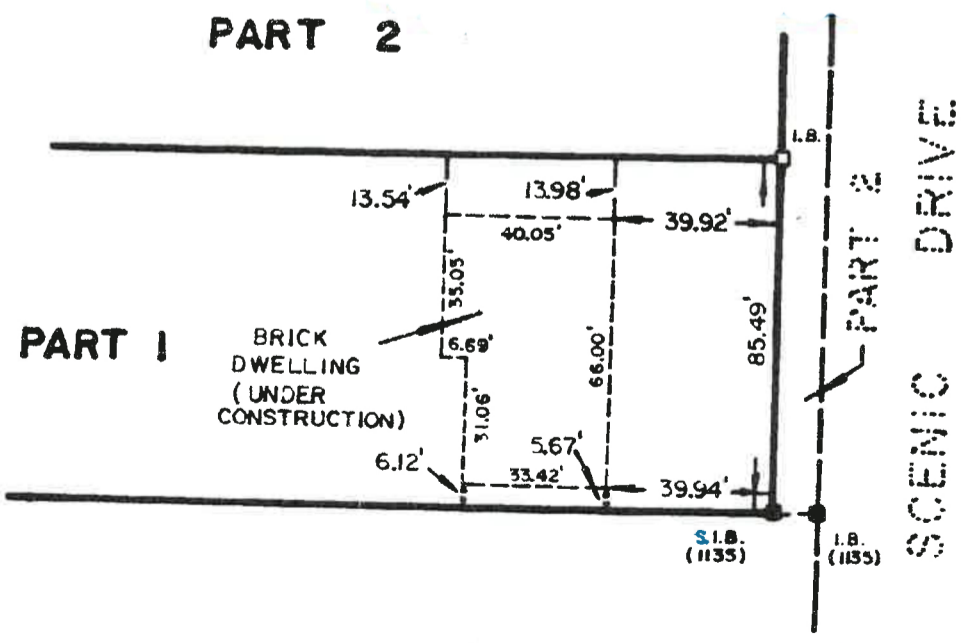 PART 2
I.B.
13.54'
13.98'
40.05'
39.92'
35.05'
PART 2
SCENIC DRIVE
PART 1
BRICK
DWELLING
(UNDER
CONSTRUCTION)
6.69'
66.00'
85.49'
31.06'
6.12'
5.67'
33.42'
39.94'
S.I.B.
(1135)
I.B.
(1135)